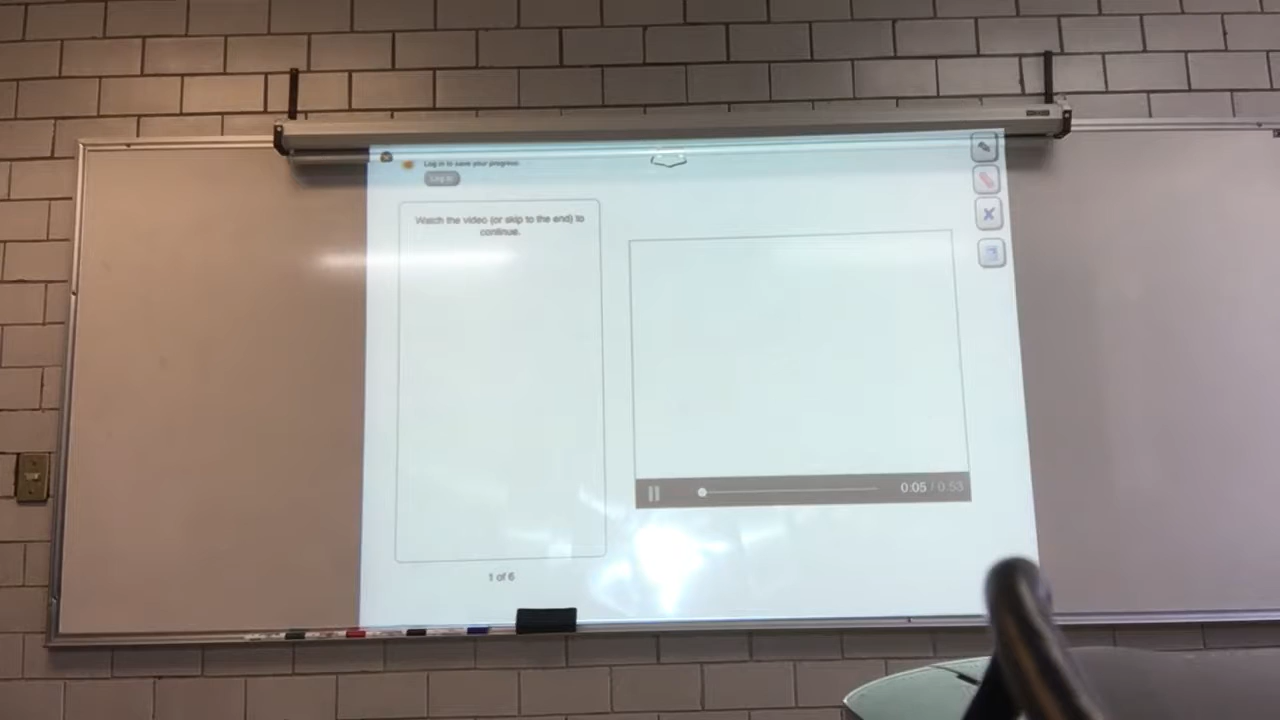 Log in to save your progress.
Log in
Watch the video (or skip to the end) to
continue.
0:05 / 0:53
1 of 6